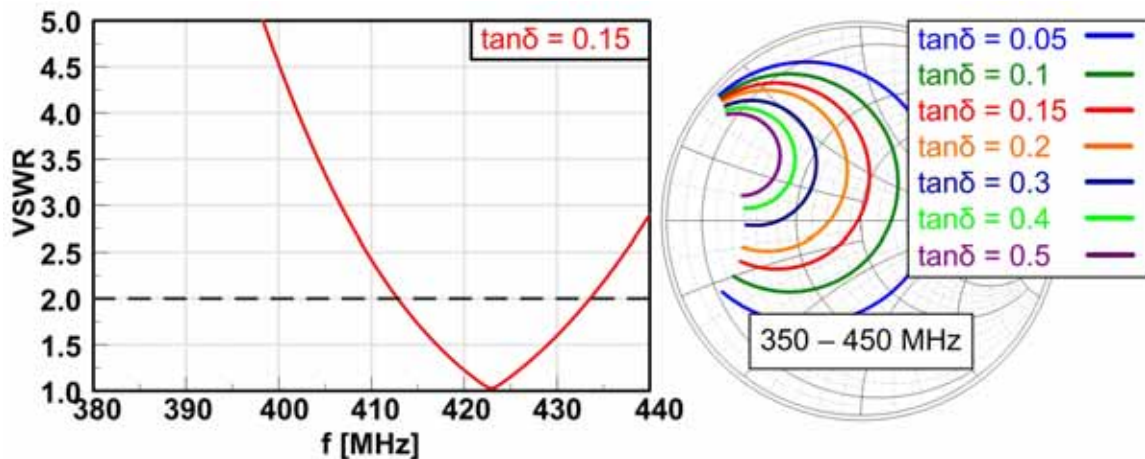 5.0
4.5
4.0
3.5
3.0
2.5
2.0
1.5
1.0
VSWR
tanδ = 0.15
380 390 400 410 420 430 440
f [MHz]
tanδ = 0.05
tanδ = 0.1
tanδ = 0.15
tanδ = 0.2
tanδ = 0.3
tanδ = 0.4
tanδ = 0.5
350 – 450 MHz